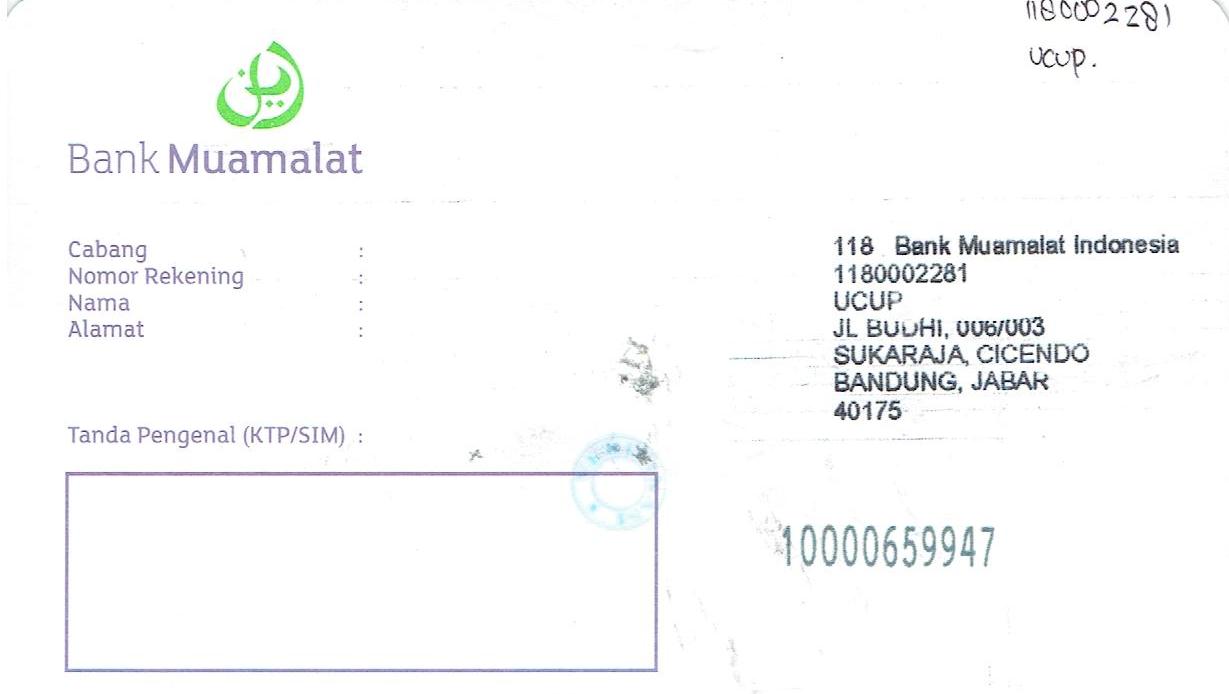 1180002281
ucup.
Bank Muamalat
Cabang :
Nomor Rekening :
Nama :
Alamat :
Tanda Pengenal (KTP/SIM) :
118 Bank Muamalat Indonesia
1180002281
UCUP
JL BUDHI, 006/003
SUKARAJA, CICENDO
BANDUNG, JABAR
40175
10000659947